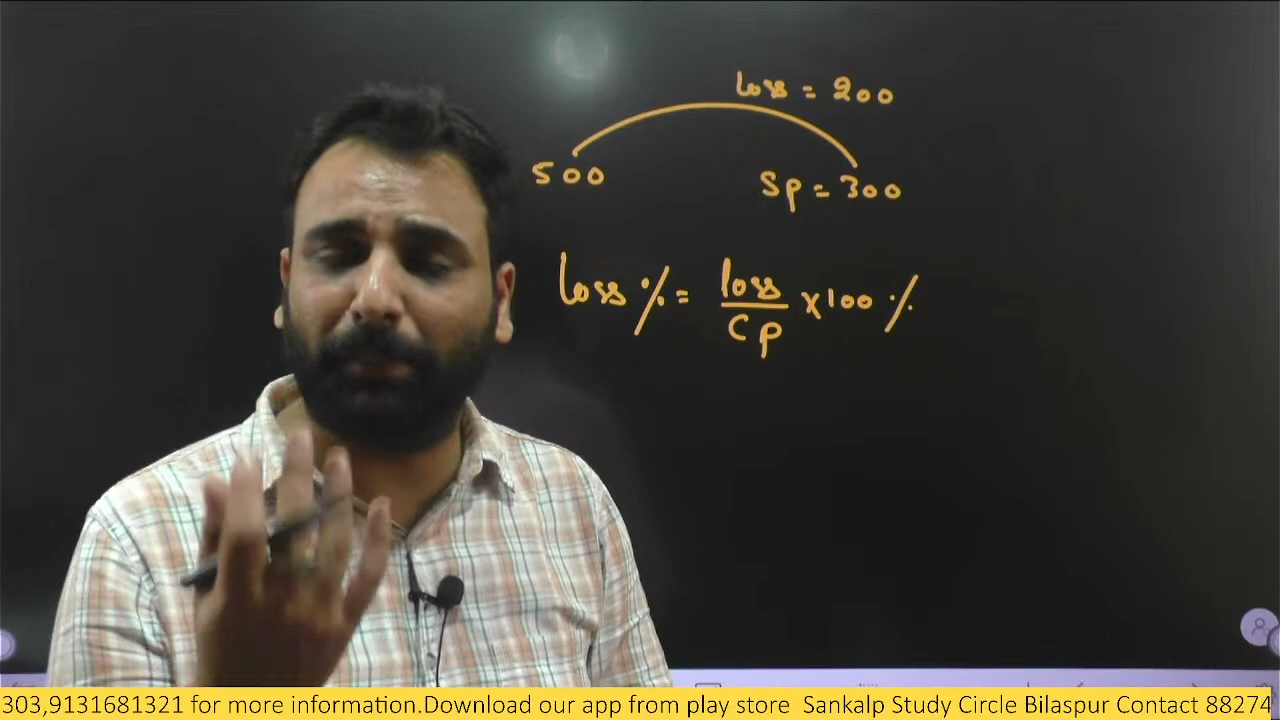 loss = 200
500 SP = 300
loss % = loss/CP x 100 %
303,9131681321 for more information.Download our app from play store Sankalp Study Circle Bilaspur Contact 88274